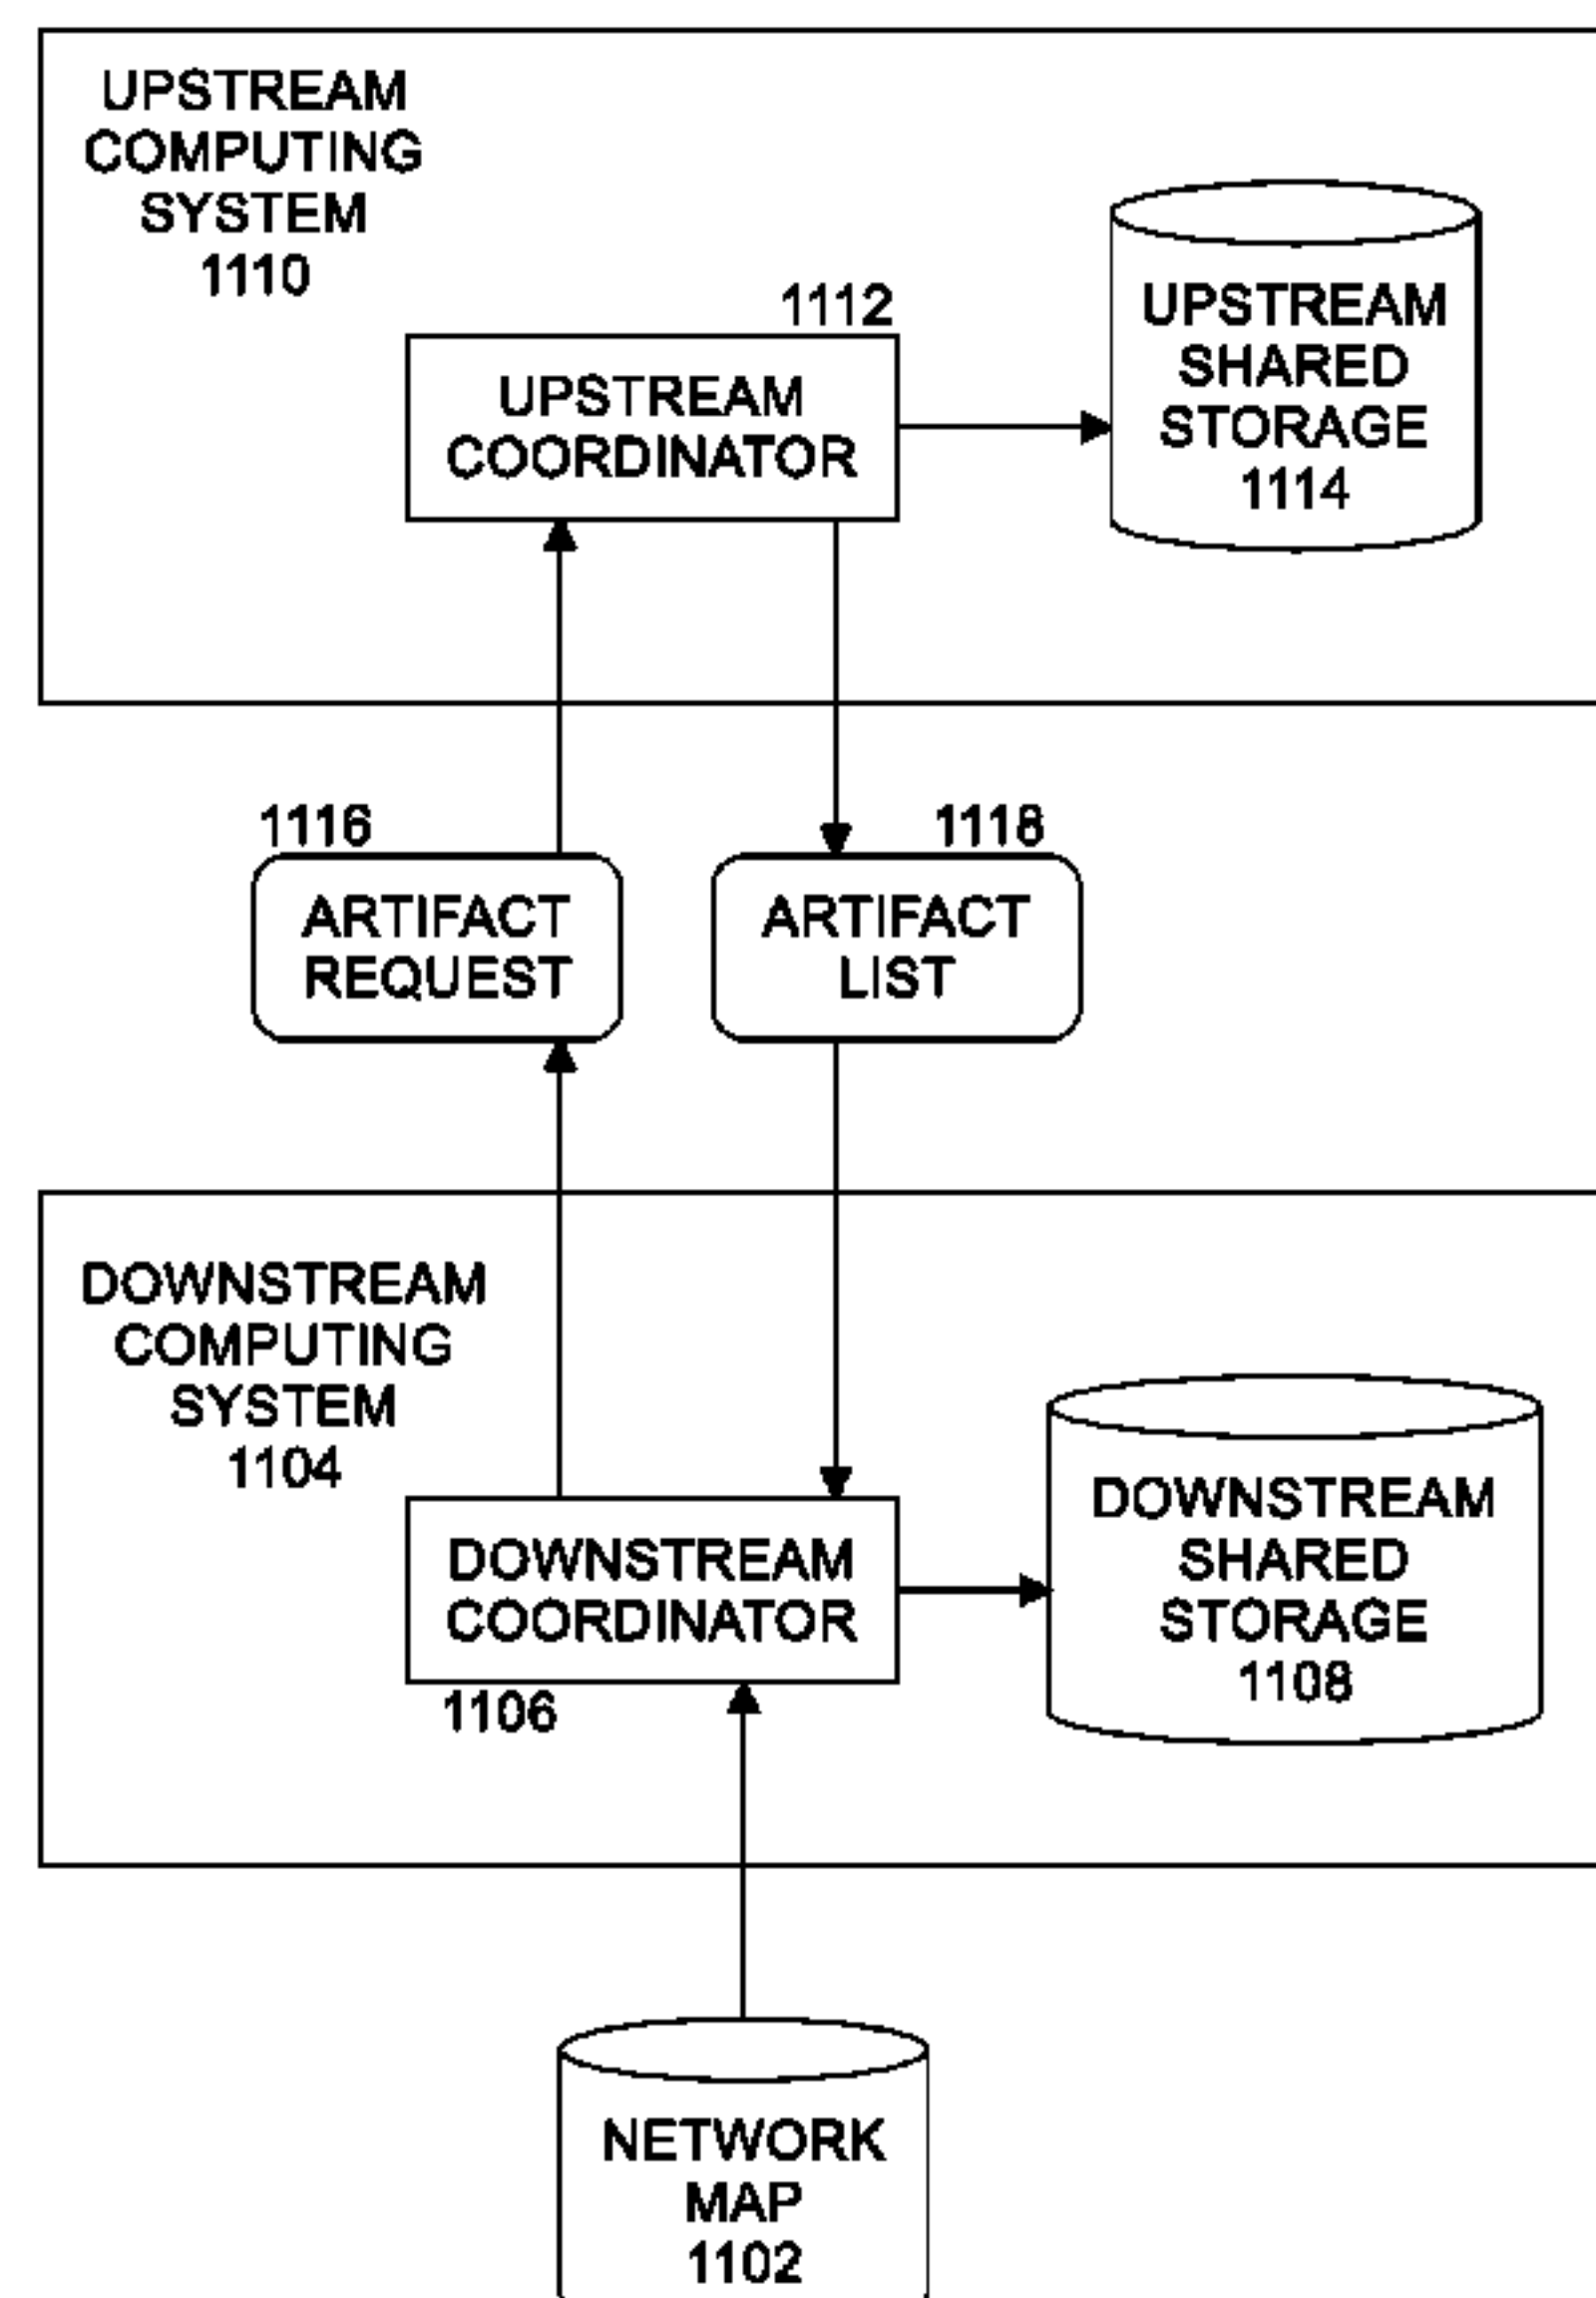 UPSTREAM
COMPUTING
SYSTEM
1110
1112
UPSTREAM
COORDINATOR
UPSTREAM
SHARED
STORAGE
1114
1116
ARTIFACT
REQUEST
1118
ARTIFACT
LIST
DOWNSTREAM
COMPUTING
SYSTEM
1104
DOWNSTREAM
COORDINATOR
1106
DOWNSTREAM
SHARED
STORAGE
1108
NETWORK
MAP
1102